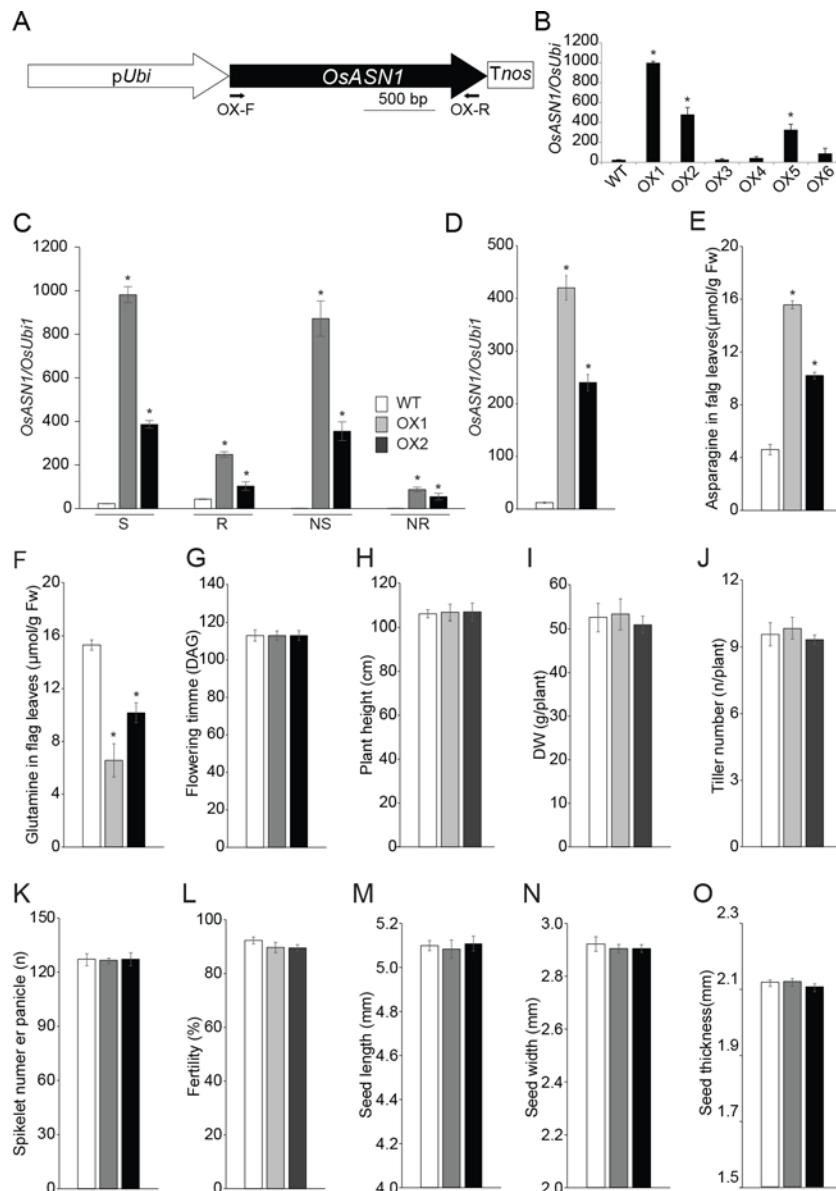 A
pUbi
OsASN1
Tnos
OX-F
500 bp
OX-R
B
OsASN1/OsUbi
1200
1000
800
600
400
200
0
WT
OX1
OX2
OX3
OX4
OX5
OX6
* * *
C
OsASN1/OsUbi1
1200
1000
800
600
400
200
0
* * * * * * * *
S
R
NS
NR
WT
OX1
OX2
D
OsASN1/OsUbi1
500
400
300
200
100
0
* *
E
Asparagine in falg leaves(μmol/g Fw)
20
16
12
8
4
0
* *
F
Glutamine in flag leaves (μmol/g Fw)
20
16
12
8
4
0
* *
G
Flowering timme (DAG)
140
120
100
80
60
40
20
0
H
Plant height (cm)
120
100
80
60
40
20
0
I
DW (g/plant)
60
50
40
30
20
10
0
J
Tiller number (n/plant)
12
9
6
3
0
K
Spikelet numer er panicle (n)
150
120
90
60
30
0
L
Fertility (%)
100
80
60
40
20
0
M
Seed length (mm)
5.2
5.0
4.8
4.6
4.4
4.2
4.0
N
Seed width (mm)
3.0
2.8
2.6
2.4
2.2
2.0
O
Seed thickness(mm)
2.3
2.1
1.9
1.7
1.5